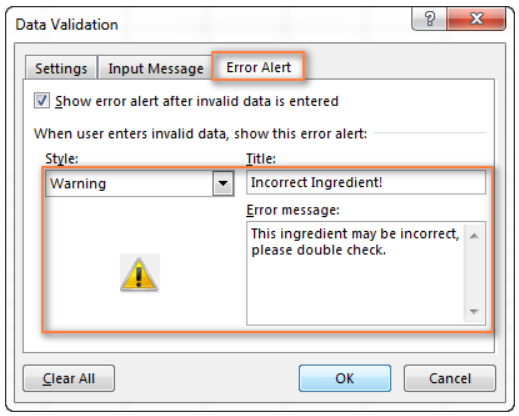 Data Validation
Settings Input Message Error Alert
Show error alert after invalid data is entered
When user enters invalid data, show this error alert:
Style: Title:
Warning Incorrect Ingredient!
Error message:
This ingredient may be incorrect,
please double check.
Clear All OK Cancel